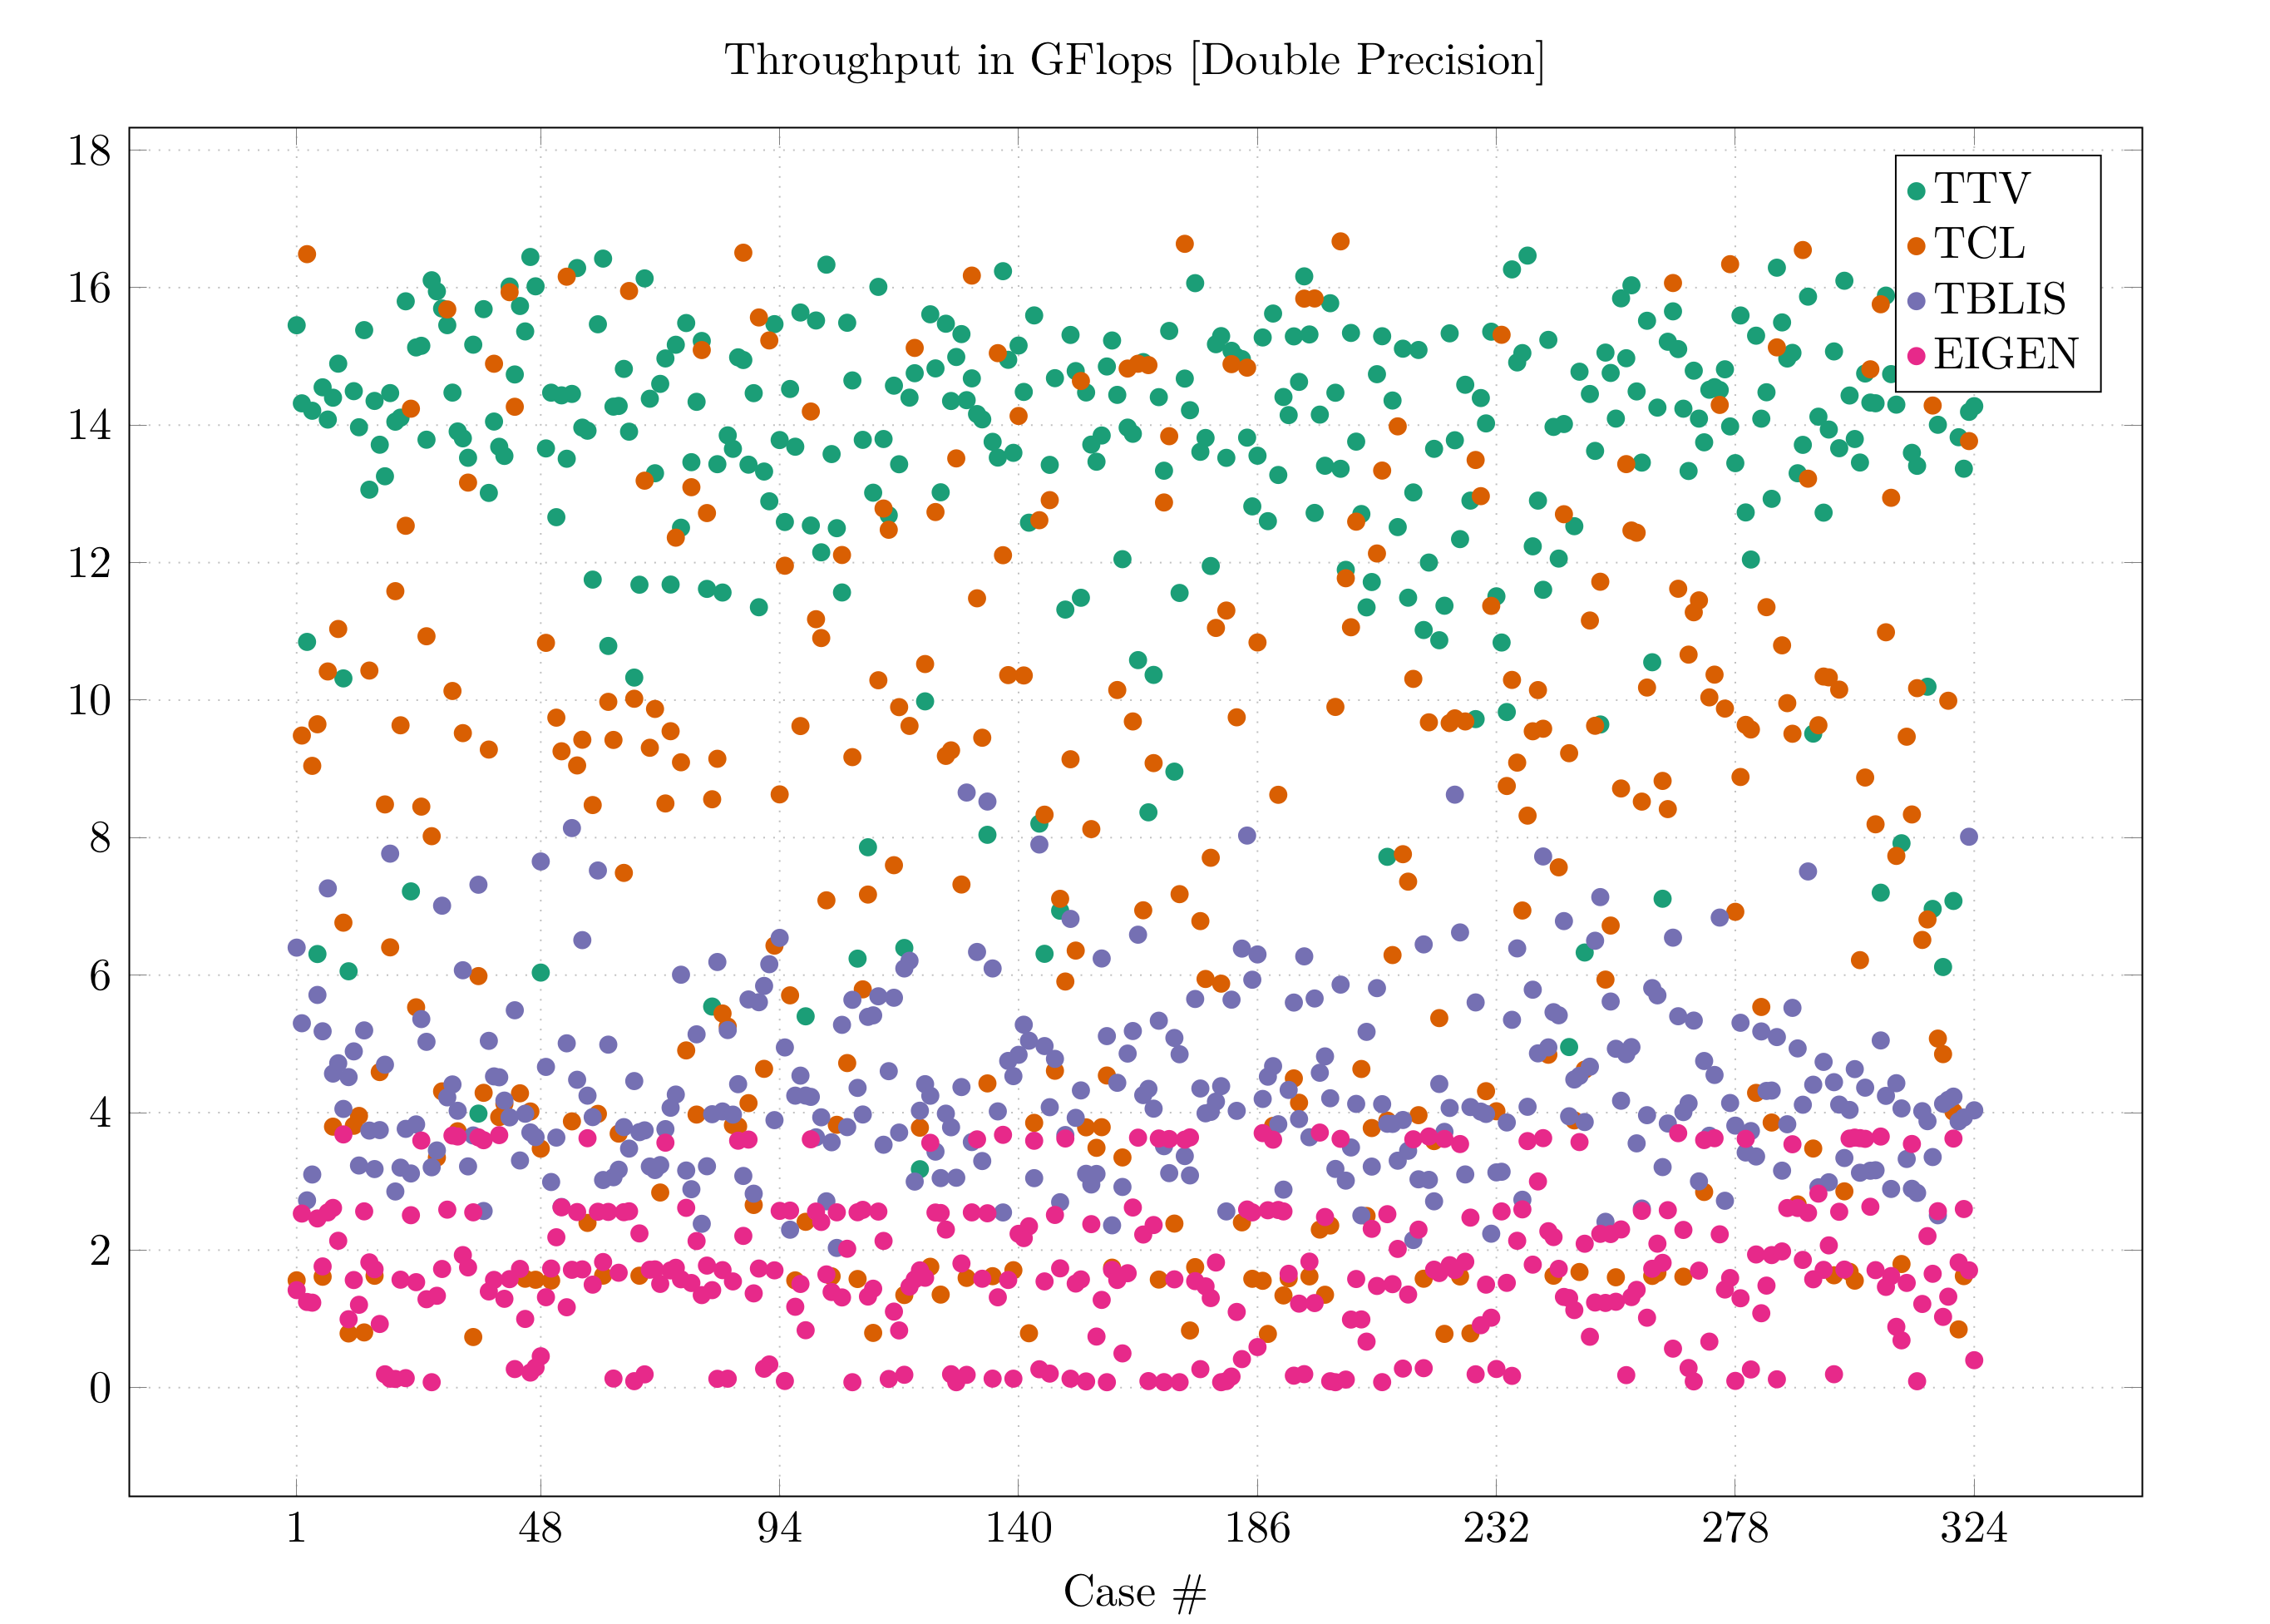 Throughput in GFlops [Double Precision]
18
16
14
12
10
8
6
4
2
0
TTV
TCL
TBLIS
EIGEN
1 48 94 140 186 232 278 324
Case #